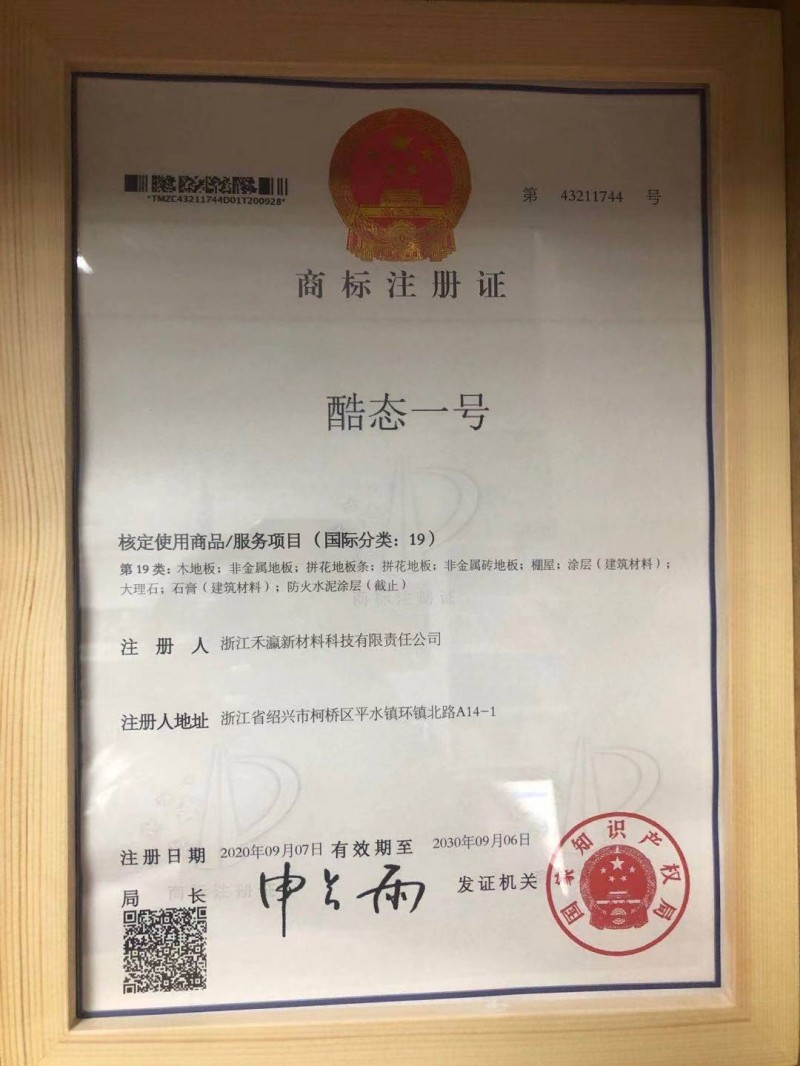 *TMZC43211744D01T200928*
第 43211744 号
商标注册证
酷态一号
核定使用商品/服务项目（国际分类：19）
第19类：木地板；非金属地板；拼花地板条；拼花地板；非金属砖地板；棚屋；涂层（建筑材料）；
大理石；石膏（建筑材料）；防火水泥涂层（截止）
注 册 人 浙江禾瀛新材料科技有限责任公司
注册人地址 浙江省绍兴市柯桥区平水镇环镇北路A14-1
注册日期 2020年09月07日 有效期至 2030年09月06日
局 长 申长雨 发证机关
国家知识产权局